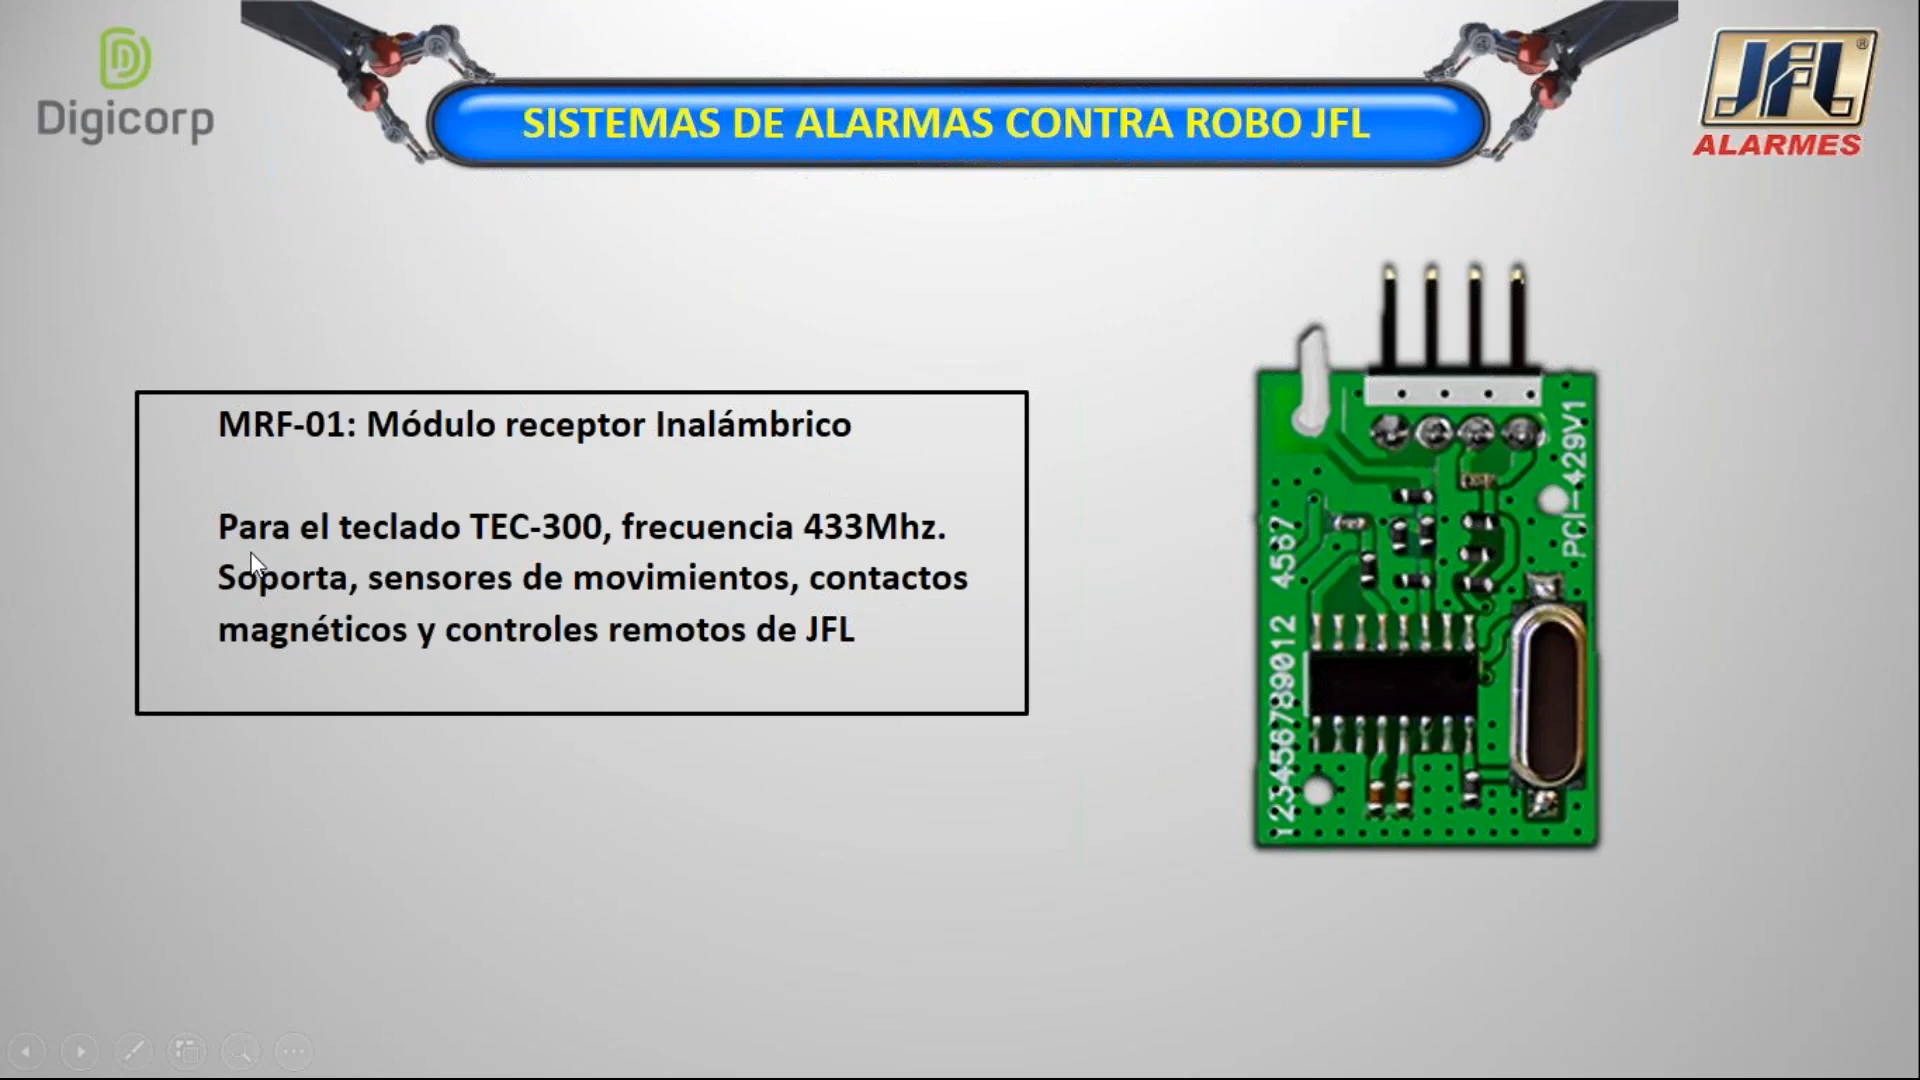 Digicorp
SISTEMAS DE ALARMAS CONTRA ROBO JFL
JFL®
ALARMES
MRF-01: Módulo receptor Inalámbrico
Para el teclado TEC-300, frecuencia 433Mhz.
Soporta, sensores de movimientos, contactos
magnéticos y controles remotos de JFL
PCI-429V1
123456789012 4567